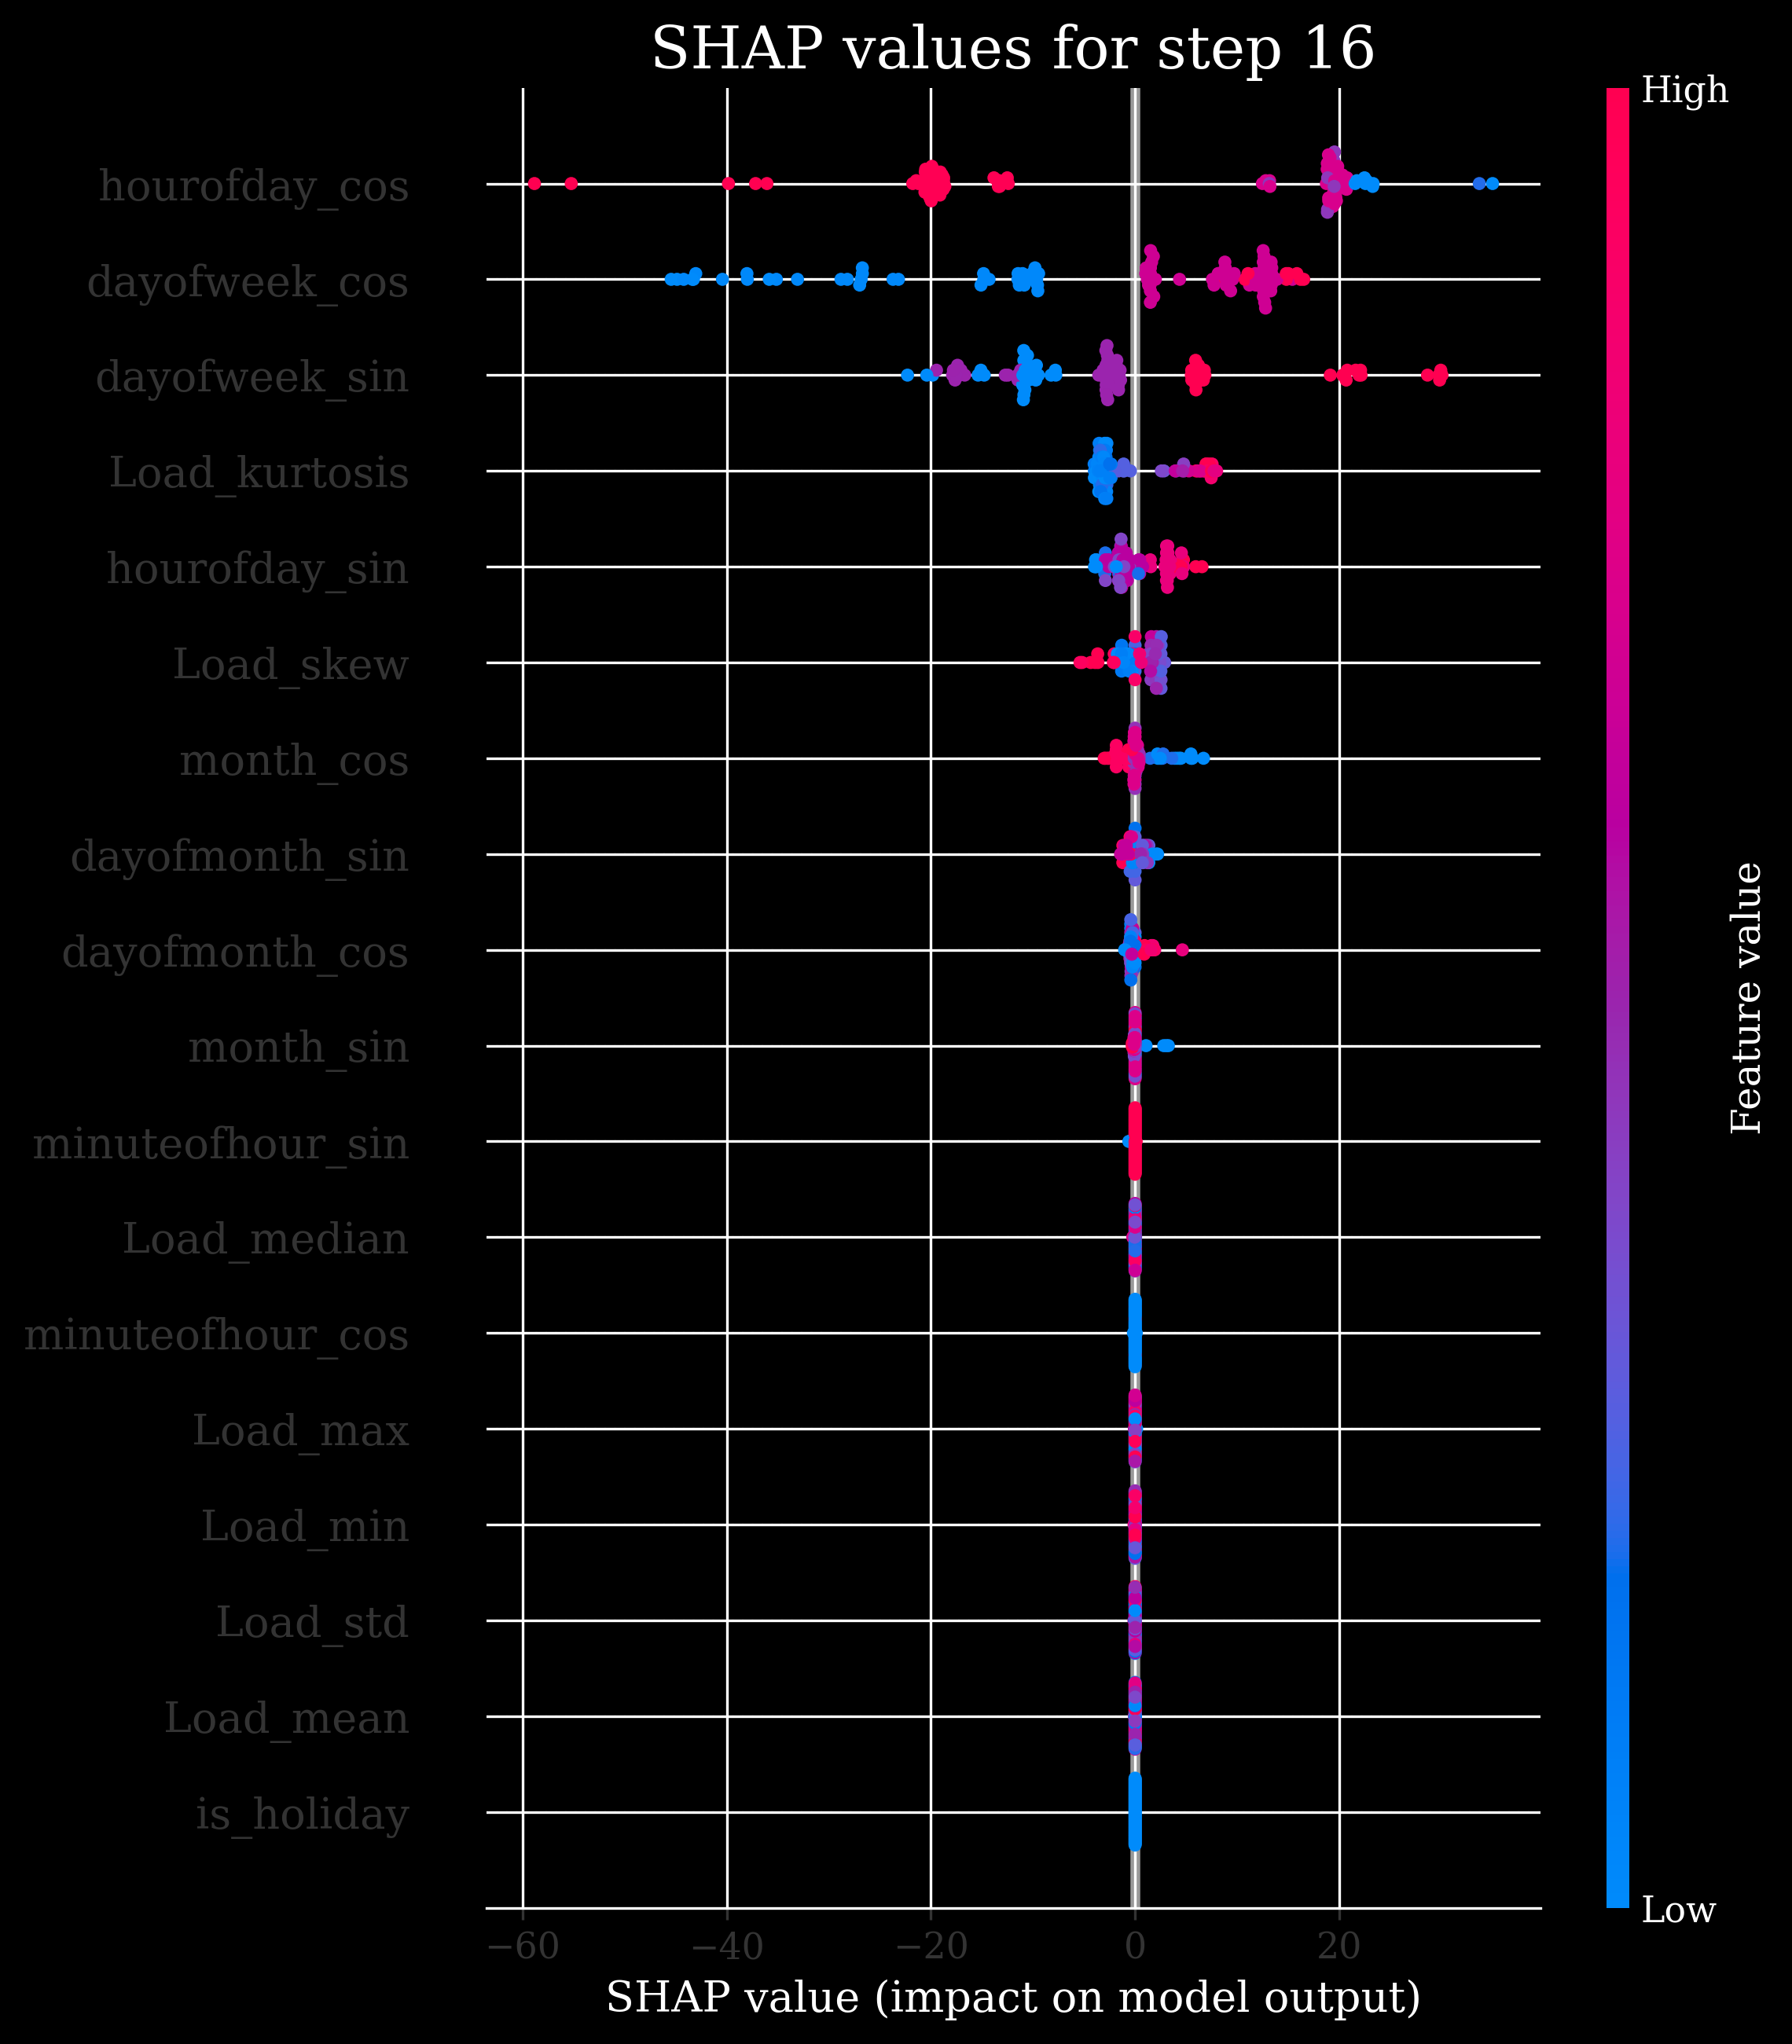 SHAP values for step 16
High
hourofday_cos
dayofweek_cos
dayofweek_sin
Load_kurtosis
hourofday_sin
Load_skew
month_cos
dayofmonth_sin
dayofmonth_cos
month_sin
minuteofhour_sin
Load_median
minuteofhour_cos
Load_max
Load_min
Load_std
Load_mean
is_holiday
Feature value
Low
−60 −40 −20 0 20
SHAP value (impact on model output)